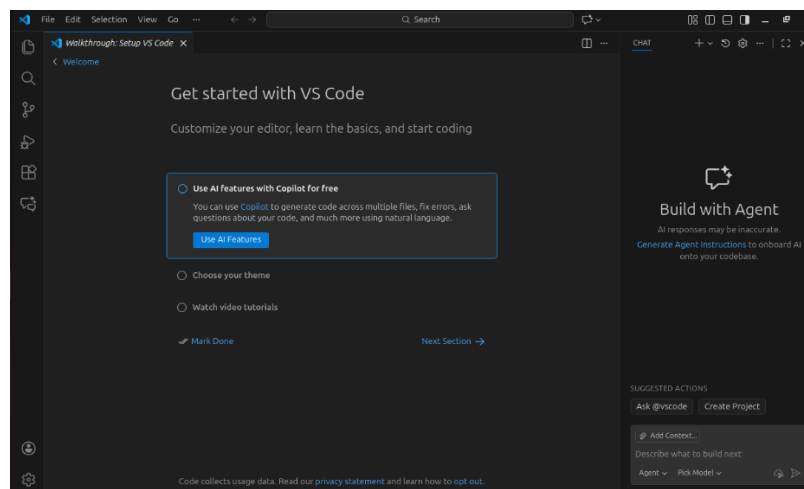 File Edit Selection View Go ··· Search
Walkthrough: Setup VS Code
CHAT
Welcome
Get started with VS Code
Customize your editor, learn the basics, and start coding
Use AI features with Copilot for free
You can use Copilot to generate code across multiple files, fix errors, ask
questions about your code, and much more using natural language.
Use AI Features
Choose your theme
Watch video tutorials
Mark Done
Next Section
Code collects usage data. Read our privacy statement and learn how to opt out.
Build with Agent
AI responses may be inaccurate.
Generate Agent Instructions to onboard AI
onto your codebase.
SUGGESTED ACTIONS
Ask @vscode
Create Project
Add Context...
Describe what to build next
Agent
Pick Model